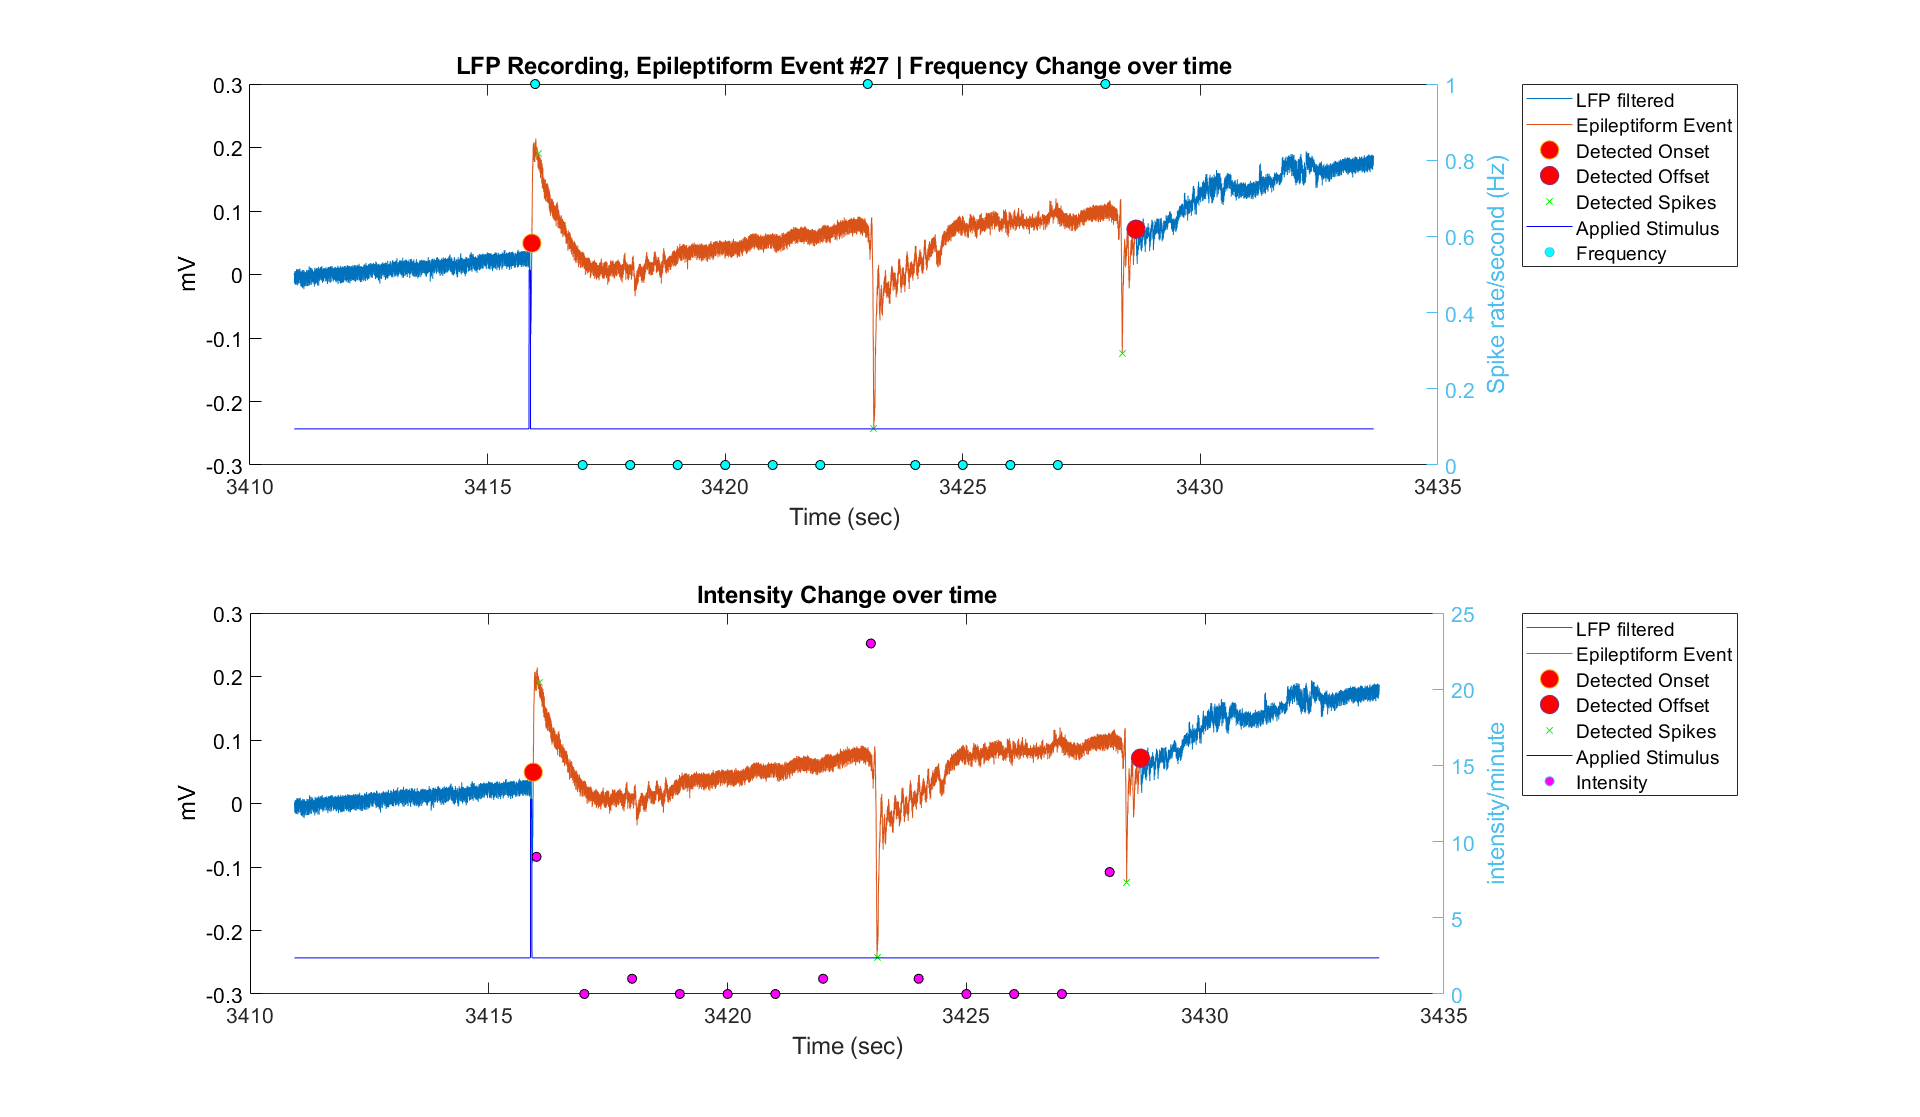 LFP Recording, Epileptiform Event #27 | Frequency Change over time
0.3
0.2
0.1
0
-0.1
-0.2
-0.3
mV
3410
3415
3420
3425
3430
3435
Time (sec)
1
0.8
0.6
0.4
0.2
0
Spike rate/second (Hz)
LFP filtered
Epileptiform Event
Detected Onset
Detected Offset
Detected Spikes
Applied Stimulus
Frequency
Intensity Change over time
0.3
0.2
0.1
0
-0.1
-0.2
-0.3
mV
3410
3415
3420
3425
3430
3435
Time (sec)
25
20
15
10
5
0
intensity/minute
LFP filtered
Epileptiform Event
Detected Onset
Detected Offset
Detected Spikes
Applied Stimulus
Intensity